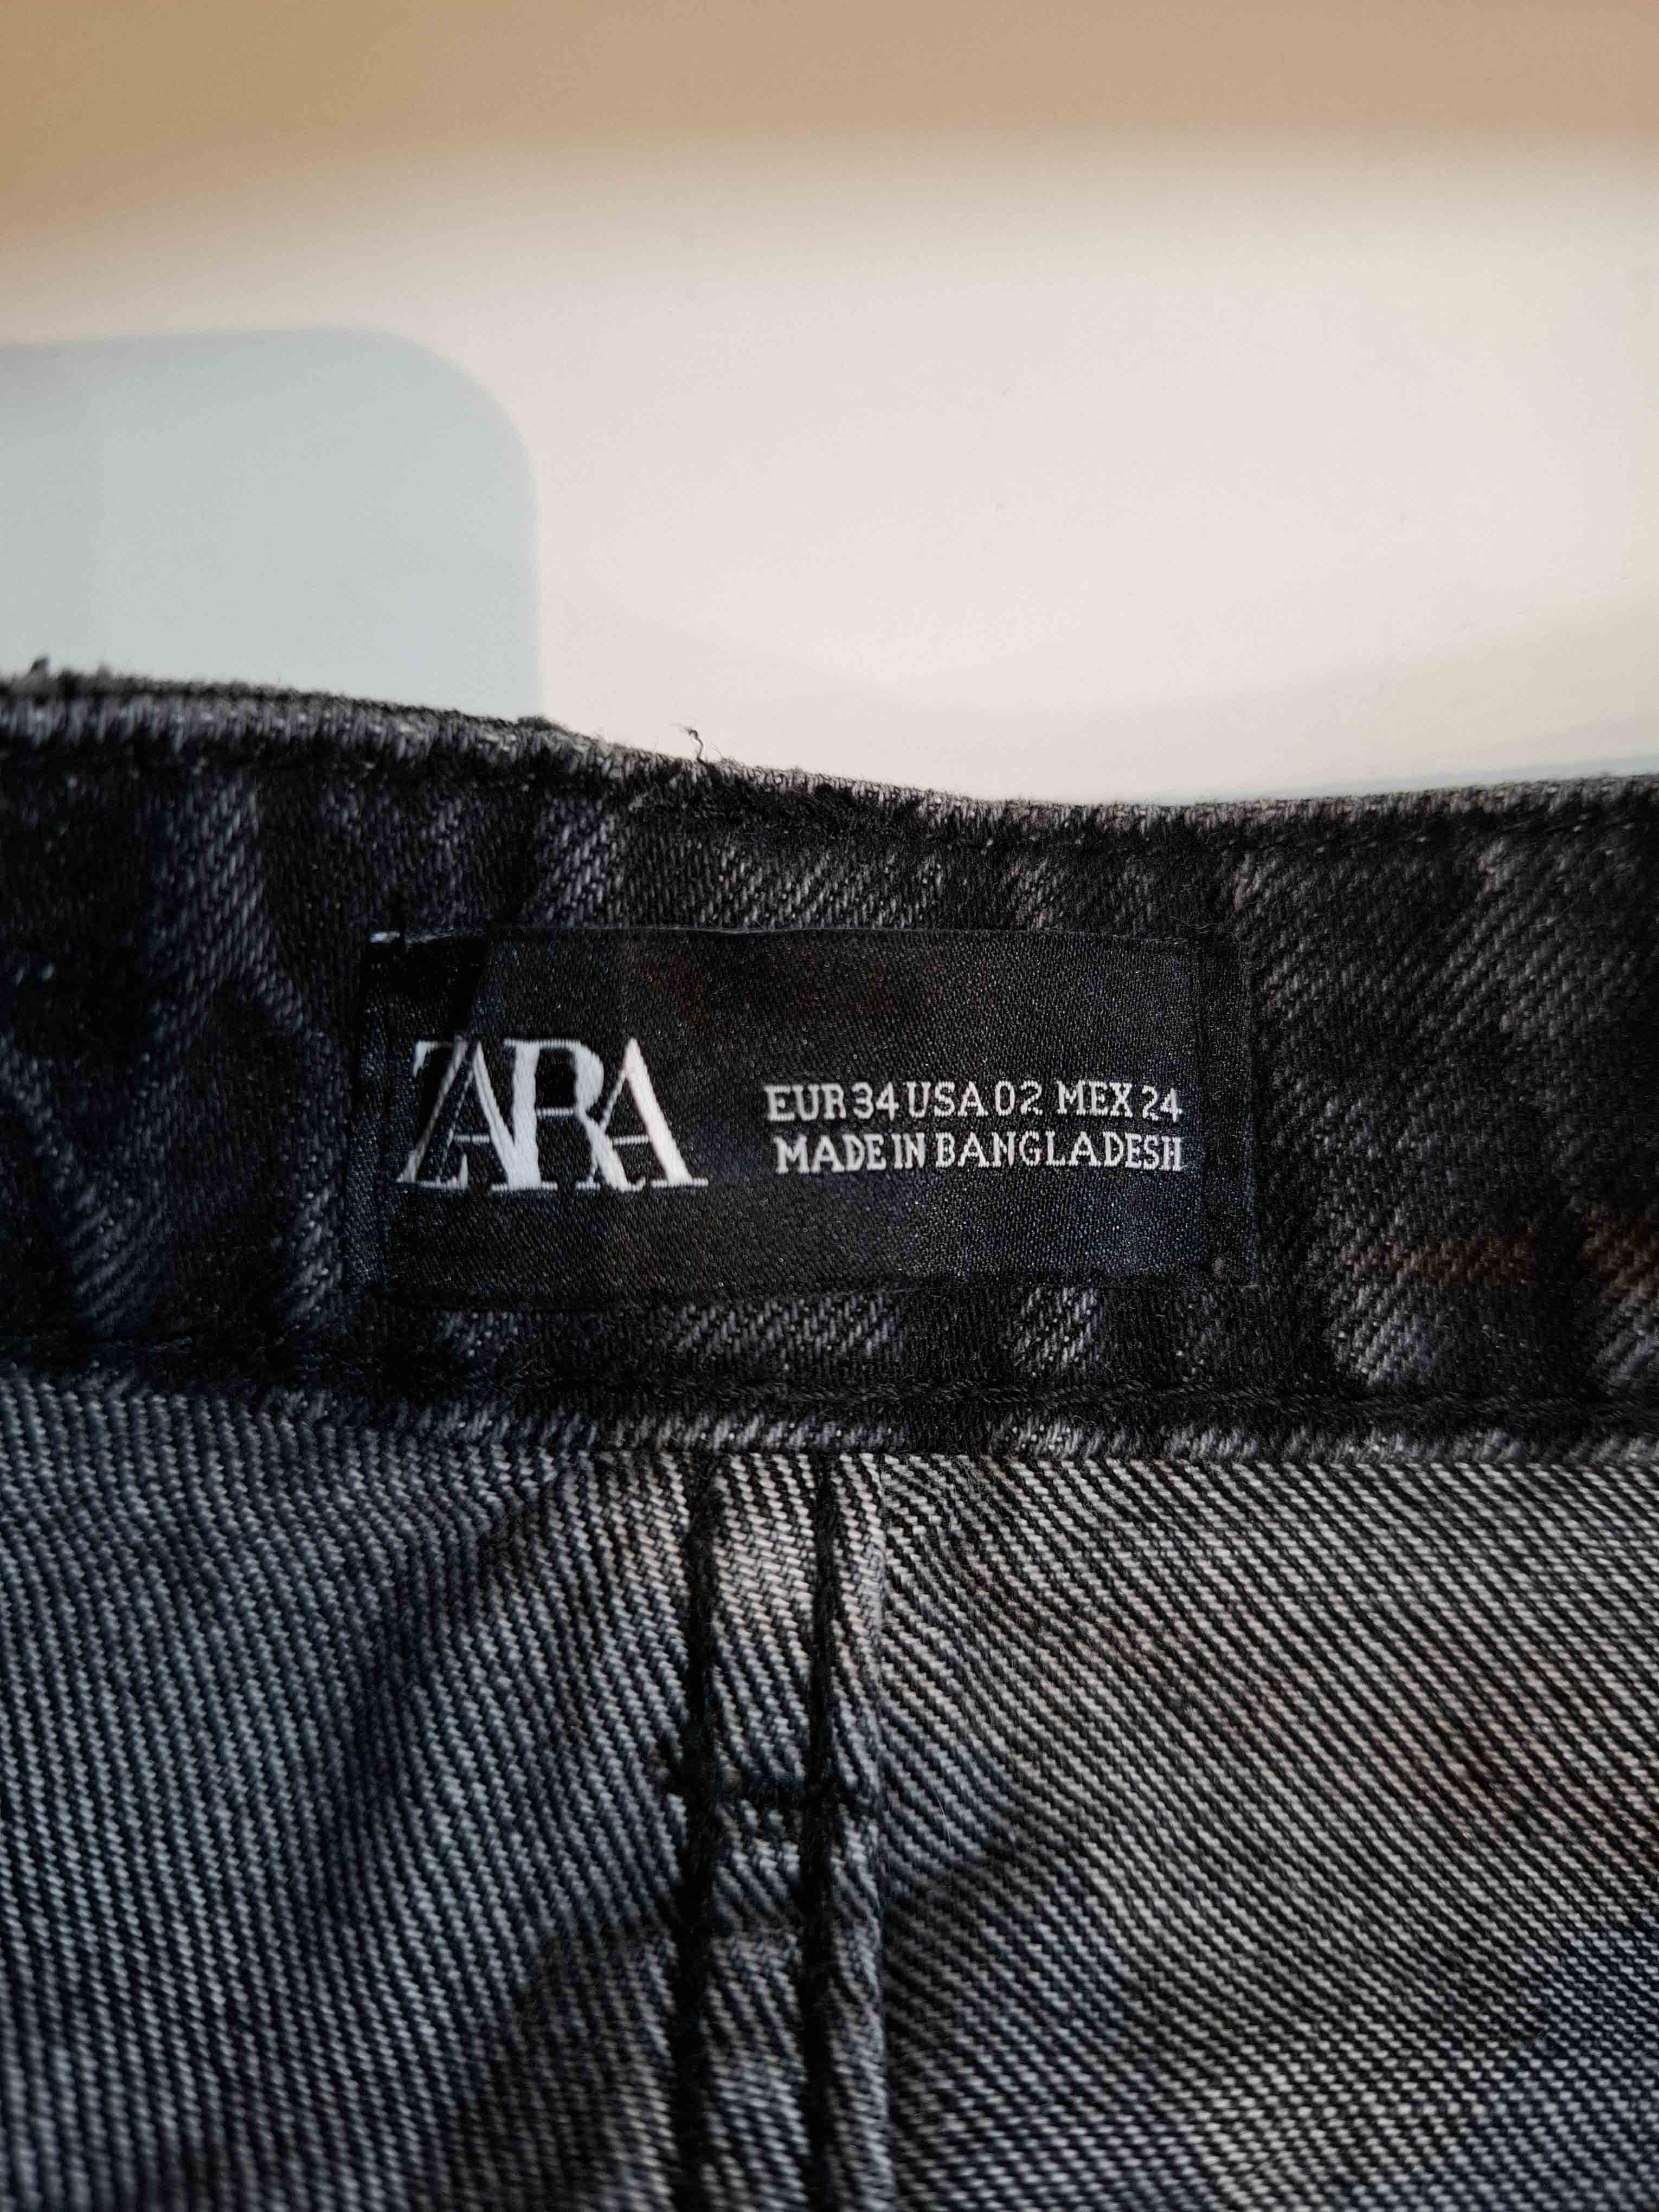 ZARA
EUR 34 USA 02 MEX 24
MADE IN BANGLADESH